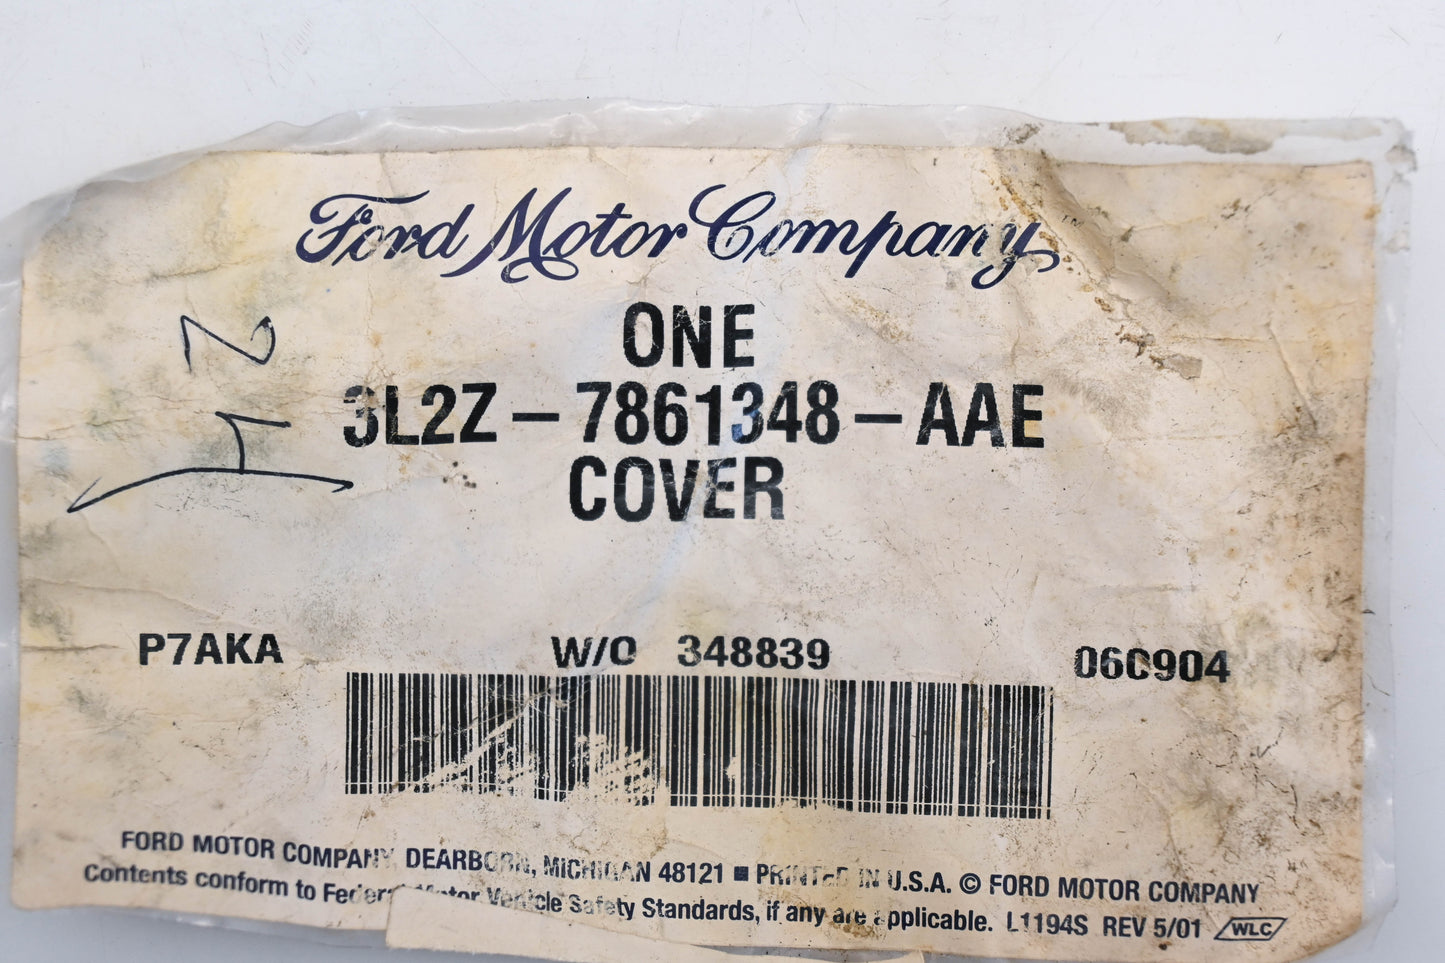 Ford Motor Company
ONE
3L2Z-7861348-AAE
COVER
24
P7AKA W/O 348839 060904
FORD MOTOR COMPANY, DEARBORN, MICHIGAN 48121 ■ PRINTED IN U.S.A. © FORD MOTOR COMPANY
Contents conform to Federal Motor Vehicle Safety Standards, if any are applicable. L1194S REV 5/01 WLC